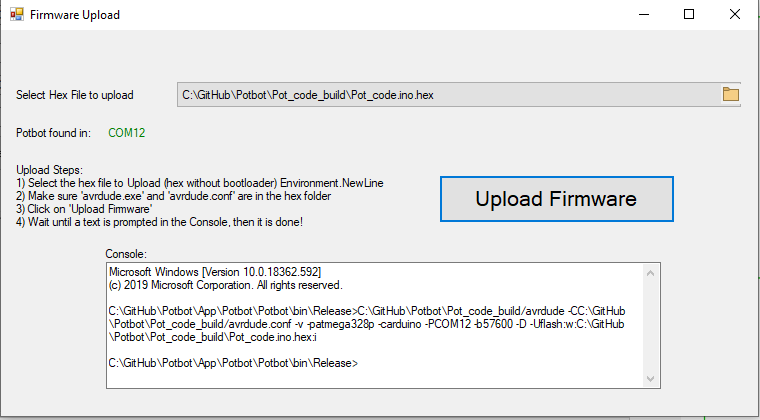 Firmware Upload
Select Hex File to upload
C:\GitHub\Potbot\Pot_code_build\Pot_code.ino.hex
Potbot found in: COM12
Upload Steps:
1) Select the hex file to Upload (hex without bootloader) Environment.NewLine
2) Make sure 'avrdude.exe' and 'avrdude.conf' are in the hex folder
3) Click on 'Upload Firmware'
4) Wait until a text is prompted in the Console, then it is done!
Upload Firmware
Console:
Microsoft Windows [Version 10.0.18362.592]
(c) 2019 Microsoft Corporation. All rights reserved.
C:\GitHub\Potbot\App\Potbot\Potbot\bin\Release>C:\GitHub\Potbot\Pot_code_build/avrdude -CC:\GitHub
\Potbot\Pot_code_build/avrdude.conf -v -patmega328p -carduino -PCOM12 -b57600 -D -Uflash:w:C:\GitHub
\Potbot\Pot_code_build\Pot_code.ino.hex:i
C:\GitHub\Potbot\App\Potbot\Potbot\bin\Release>